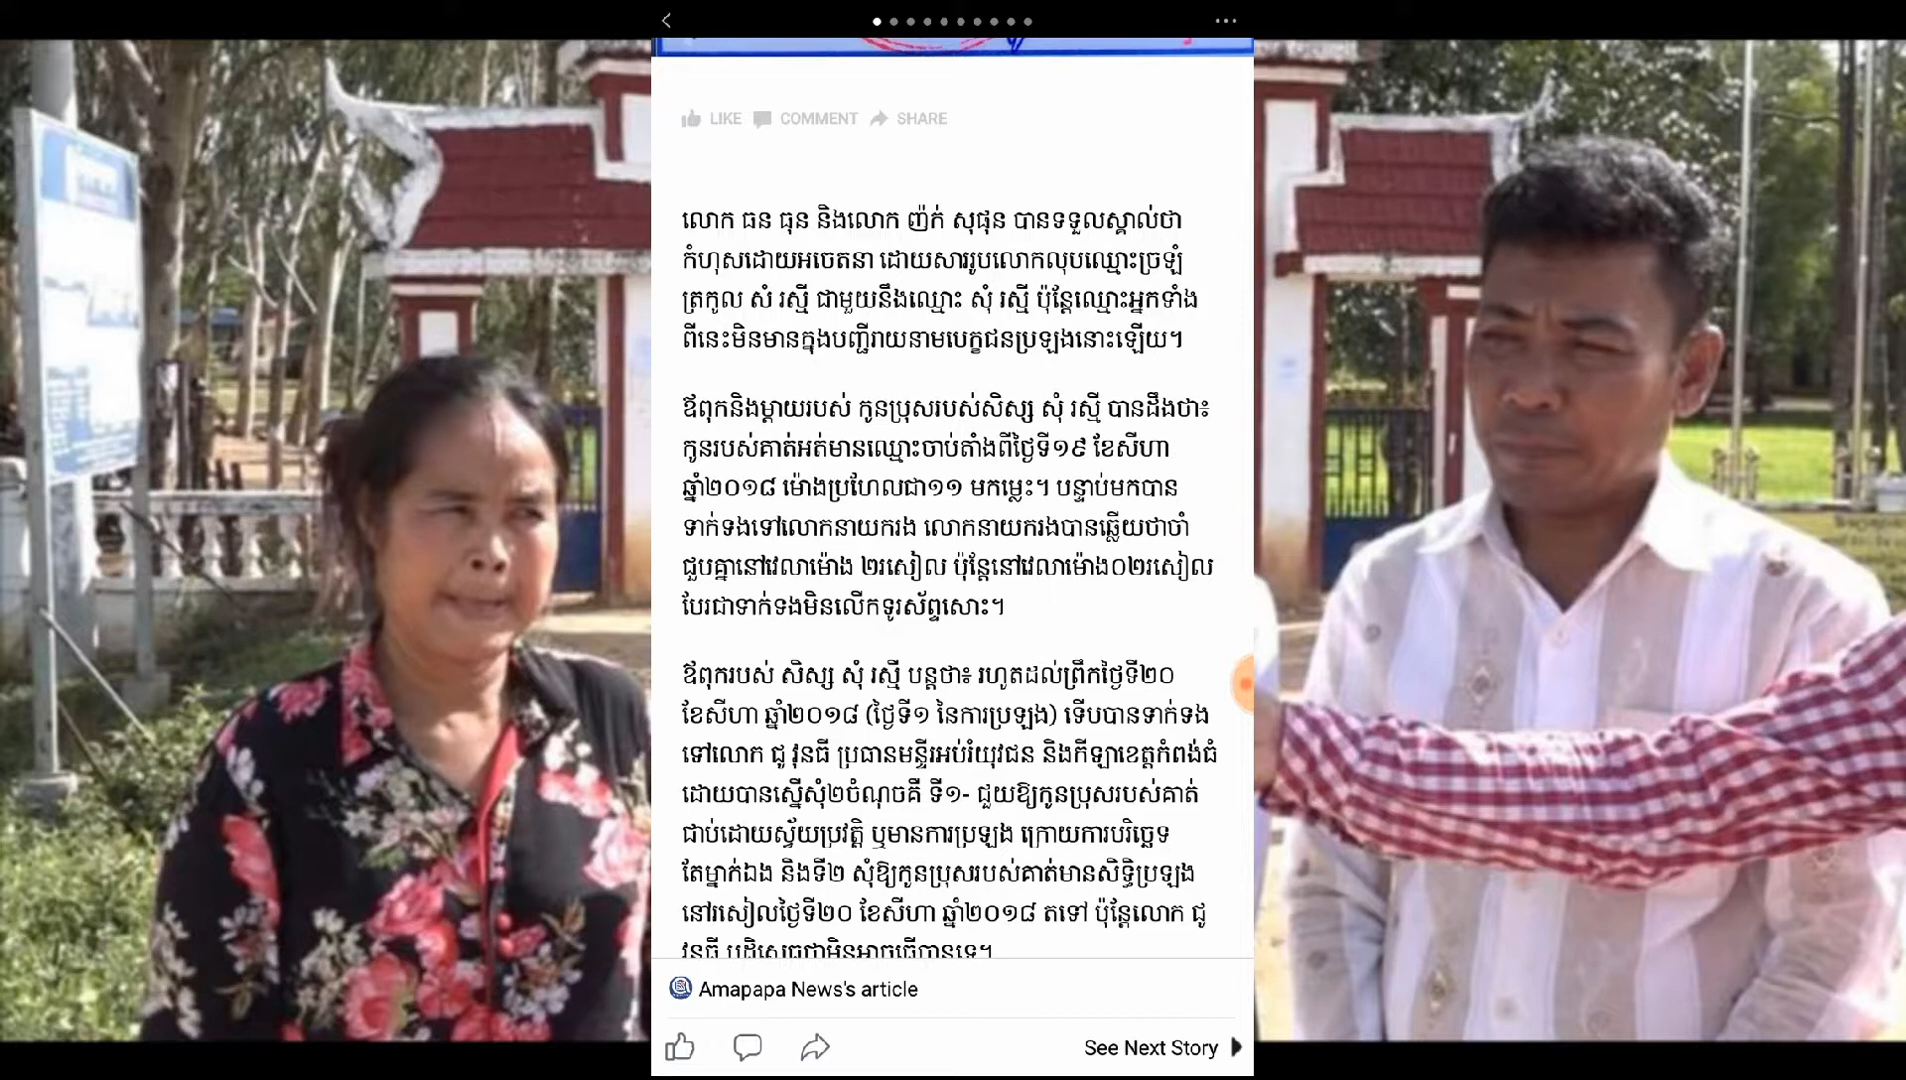 LIKE COMMENT SHARE
លោក ធន ធុន និងលោក ញ៉ក់ សុផុន បានទទួលស្គាល់ថា
កំហុសដោយអចេតនា ដោយសាររូបលោកលុបឈ្មោះច្រឡំ
ត្រកូល សំ រស្មី ជាមួយនឹងឈ្មោះ សុំ រស្មី ប៉ុន្តែឈ្មោះអ្នកទាំង
ពីនេះមិនមានក្នុងបញ្ជីរាយនាមបេក្ខជនប្រឡងនោះឡើយ។
ឪពុកនិងម្តាយរបស់ កូនប្រុសរបស់សិស្ស សុំ រស្មី បានដឹងថា៖
កូនរបស់គាត់អត់មានឈ្មោះចាប់តាំងពីថ្ងៃទី១៩ ខែសីហា
ឆ្នាំ២០១៨ ម៉ោងប្រហែលជា១១ មកម្លេះ។ បន្ទាប់មកបាន
ទាក់ទងទៅលោកនាយករង លោកនាយករងបានឆ្លើយថាចាំ
ជួបគ្នានៅវេលាម៉ោង ២រសៀល ប៉ុន្តែនៅវេលាម៉ោង០២រសៀល
បែរជាទាក់ទងមិនលើកទូរស័ព្ទសោះ។
ឪពុករបស់ សិស្ស សុំ រស្មី បន្តថា៖ រហូតដល់ព្រឹកថ្ងៃទី២០
ខែសីហា ឆ្នាំ២០១៨ (ថ្ងៃទី១ នៃការប្រឡង) ទើបបានទាក់ទង
ទៅលោក ជូ វុនធី ប្រធានមន្ទីរអប់រំយុវជន និងកីឡាខេត្តកំពង់ធំ
ដោយបានស្នើសុំ២ចំណុចគឺ ទី១- ជួយឱ្យកូនប្រុសរបស់គាត់
ជាប់ដោយស្វ័យប្រវត្តិ ឬមានការប្រឡង ក្រោយការបរិច្ឆេទ
តែម្នាក់ឯង និងទី២ សុំឱ្យកូនប្រុសរបស់គាត់មានសិទ្ធិប្រឡង
នៅរសៀលថ្ងៃទី២០ ខែសីហា ឆ្នាំ២០១៨ តទៅ ប៉ុន្តែលោក ជូ
វុនធី បដិសេធថាមិនអាចធ្វើបានទេ។
Amapapa News's article
See Next Story